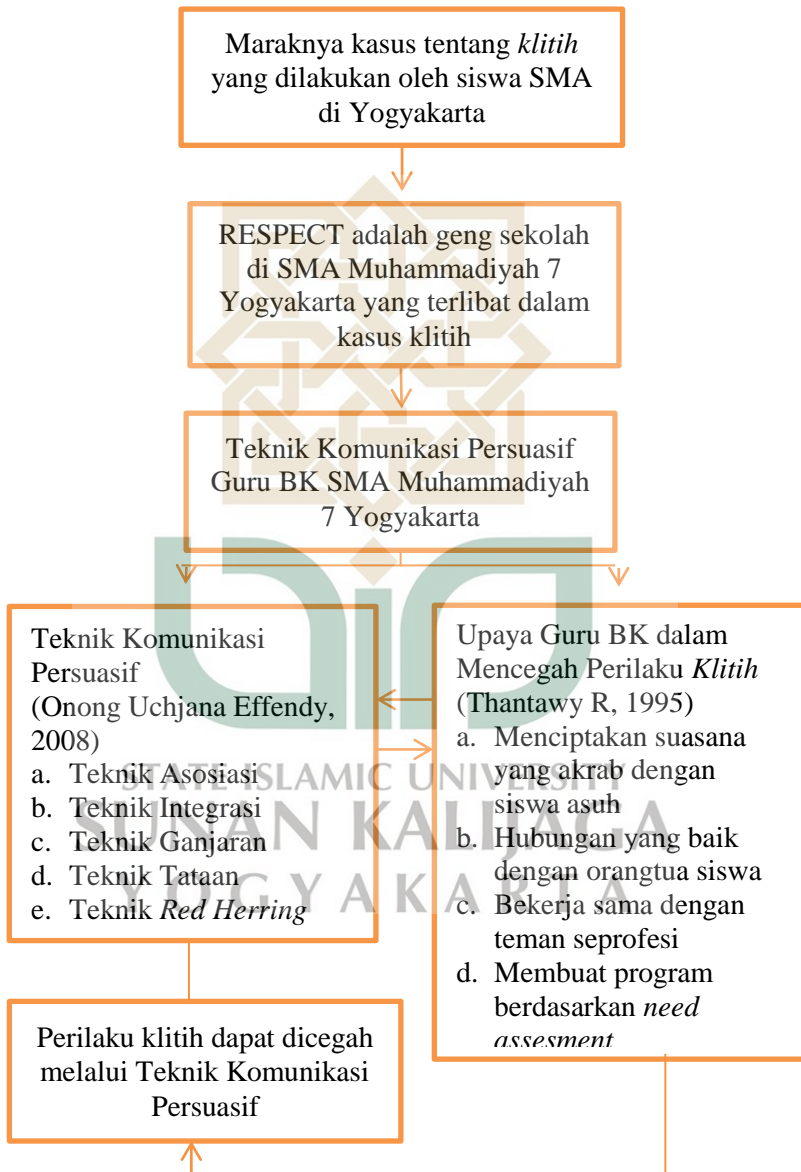 Maraknya kasus tentang klitih
yang dilakukan oleh siswa SMA
di Yogyakarta
RESPECT adalah geng sekolah
di SMA Muhammadiyah 7
Yogyakarta yang terlibat dalam
kasus klitih
Teknik Komunikasi Persuasif
Guru BK SMA Muhammadiyah
7 Yogyakarta
Teknik Komunikasi
Persuasif
(Onong Uchjana Effendy,
2008)
a. Teknik Asosiasi
b. Teknik Integrasi
c. Teknik Ganjaran
d. Teknik Tataan
e. Teknik Red Herring
Upaya Guru BK dalam
Mencegah Perilaku Klitih
(Thantawy R, 1995)
a. Menciptakan suasana
yang akrab dengan
siswa asuh
b. Hubungan yang baik
dengan orangtua siswa
c. Bekerja sama dengan
teman seprofesi
d. Membuat program
berdasarkan need
assesment
Perilaku klitih dapat dicegah
melalui Teknik Komunikasi
Persuasif
STATE ISLAMIC UNIVERSITY
SUNAN KALIJAGA
YOGYAKARTA